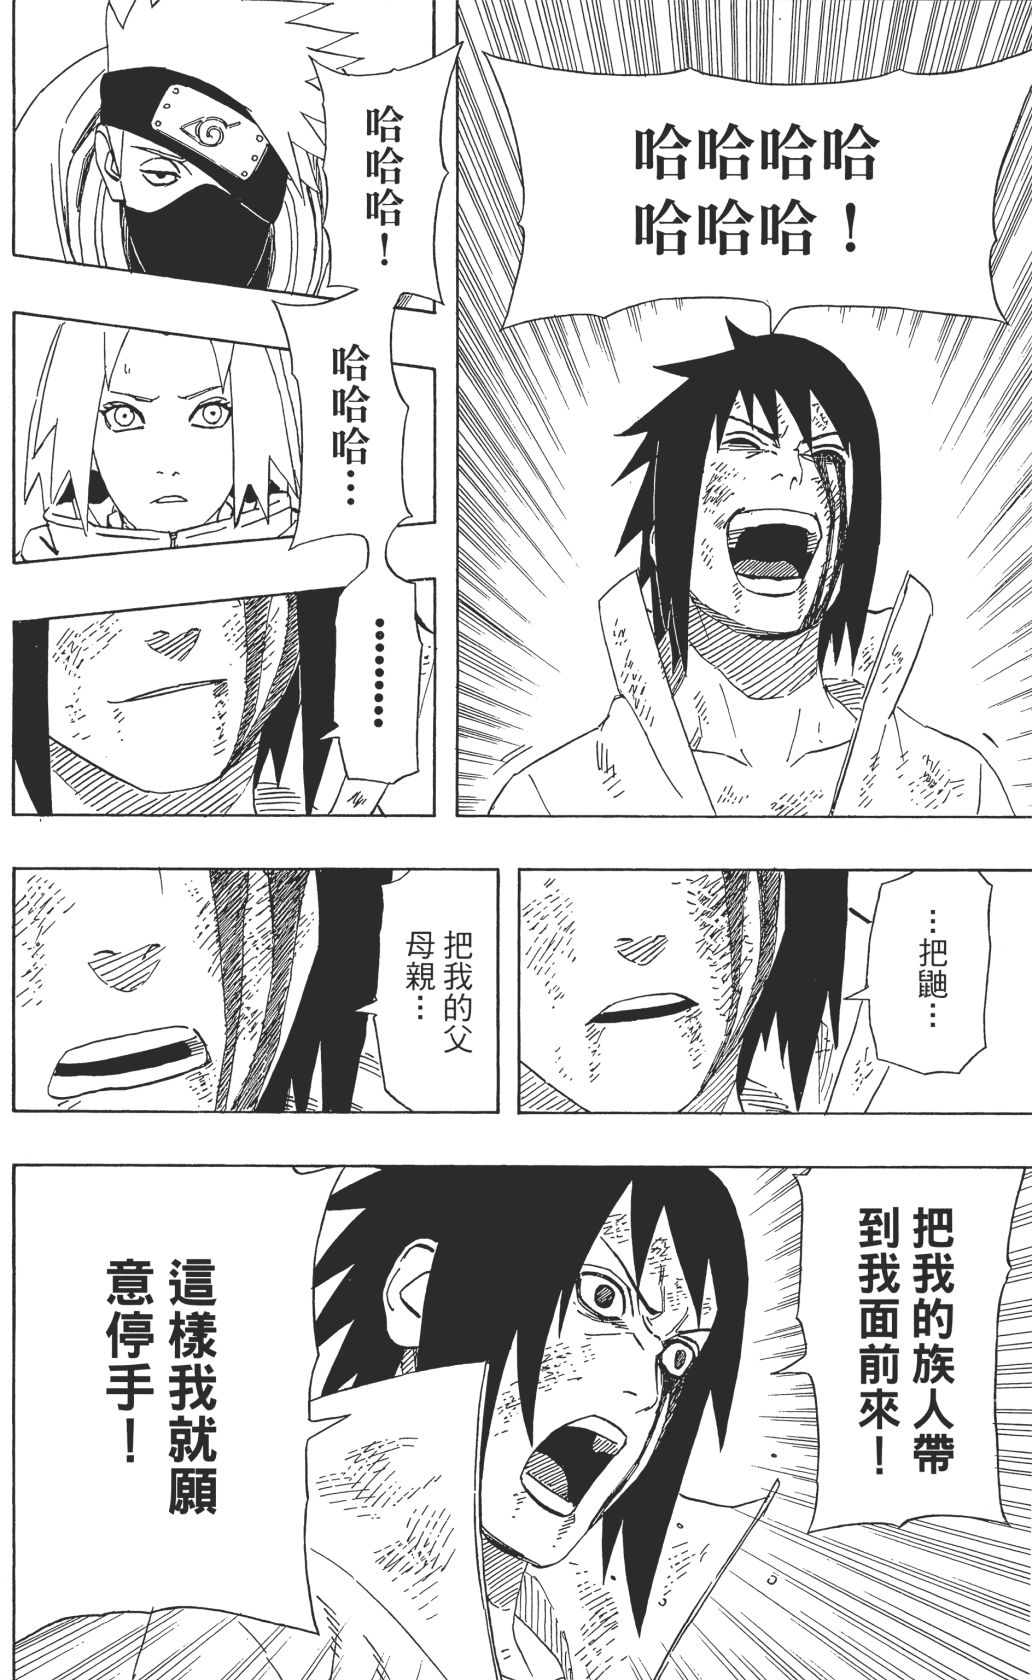 哈哈哈哈
哈哈哈！
哈哈哈！
哈哈哈…
………
…把鼬…
把我的父
母親…
把我的族人帶
到我面前來！
這樣我就願
意停手！